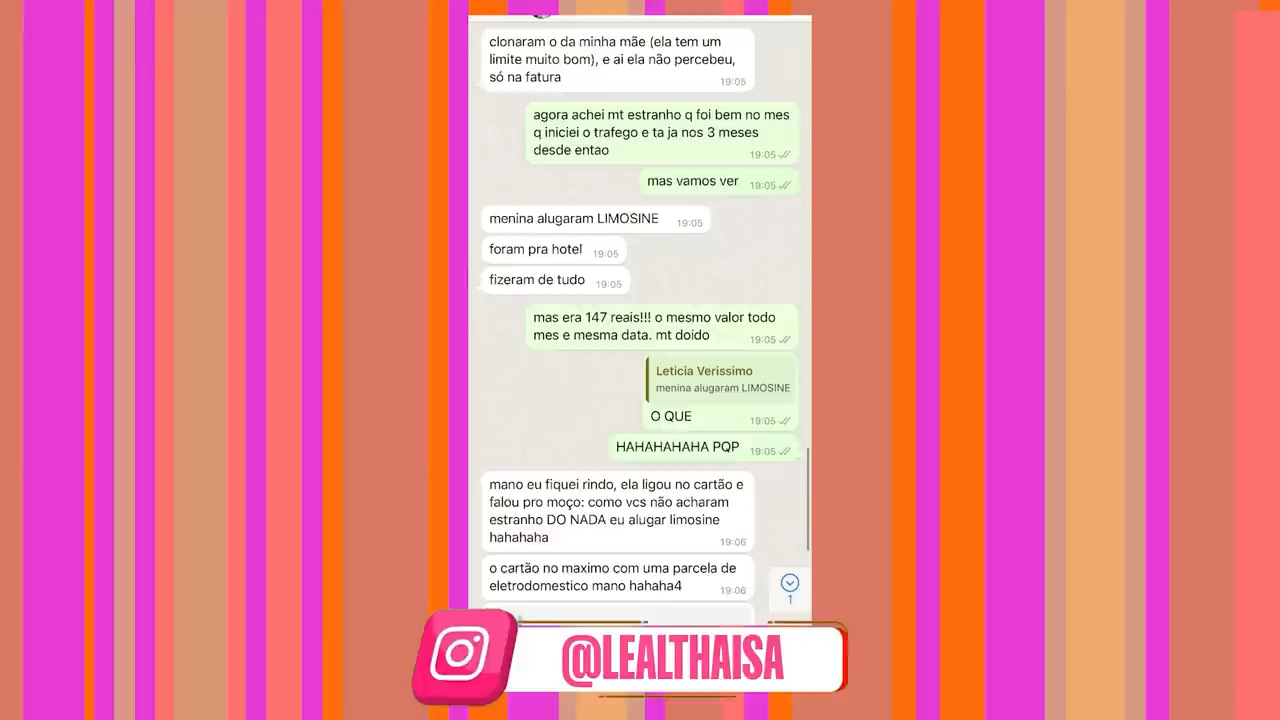 clonaram o da minha mãe (ela tem um
limite muito bom), e ai ela não percebeu,
só na fatura
19:05
agora achei mt estranho q foi bem no mes
q iniciei o trafego e ta ja nos 3 meses
desde entao
19:05
mas vamos ver 19:05
menina alugaram LIMOSINE 19:05
foram pra hotel 19:05
fizeram de tudo 19:05
mas era 147 reais!!! o mesmo valor todo
mes e mesma data. mt doido
19:05
Leticia Verissimo
menina alugaram LIMOSINE
O QUE 19:05
HAHAHAHAHA PQP 19:05
mano eu fiquei rindo, ela ligou no cartão e
falou pro moço: como vcs não acharam
estranho DO NADA eu alugar limosine
hahahaha
19:06
o cartão no maximo com uma parcela de
eletrodomestico mano hahaha4
19:06
1
@LEALTHAISA